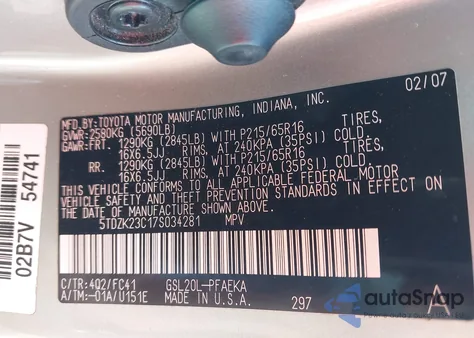 02/07
MFD. BY: TOYOTA MOTOR MANUFACTURING, INDIANA, INC.
GVWR: 2580KG (5690LB)
GAWR: FRT. 1290KG (2845LB) WITH P215/65R16 TIRES,
16X6.5JJ RIMS, AT 240KPA (35PSI) COLD.
RR. 1290KG (2845LB) WITH P215/65R16 TIRES,
16X6.5JJ RIMS, AT 240KPA (35PSI) COLD.
THIS VEHICLE CONFORMS TO ALL APPLICABLE FEDERAL MOTOR
VEHICLE SAFETY, BUMPER, AND THEFT PREVENTION STANDARDS
IN EFFECT ON THE DATE OF MANUFACTURE SHOWN ABOVE.
5TDZK23C17S034281 MPV
C/TR: 4Q2/FC41 GSL20L-PFAEKA
A/TM:-01A/U151E MADE IN U.S.A. 297 A
02B7V 54741
autoSnap